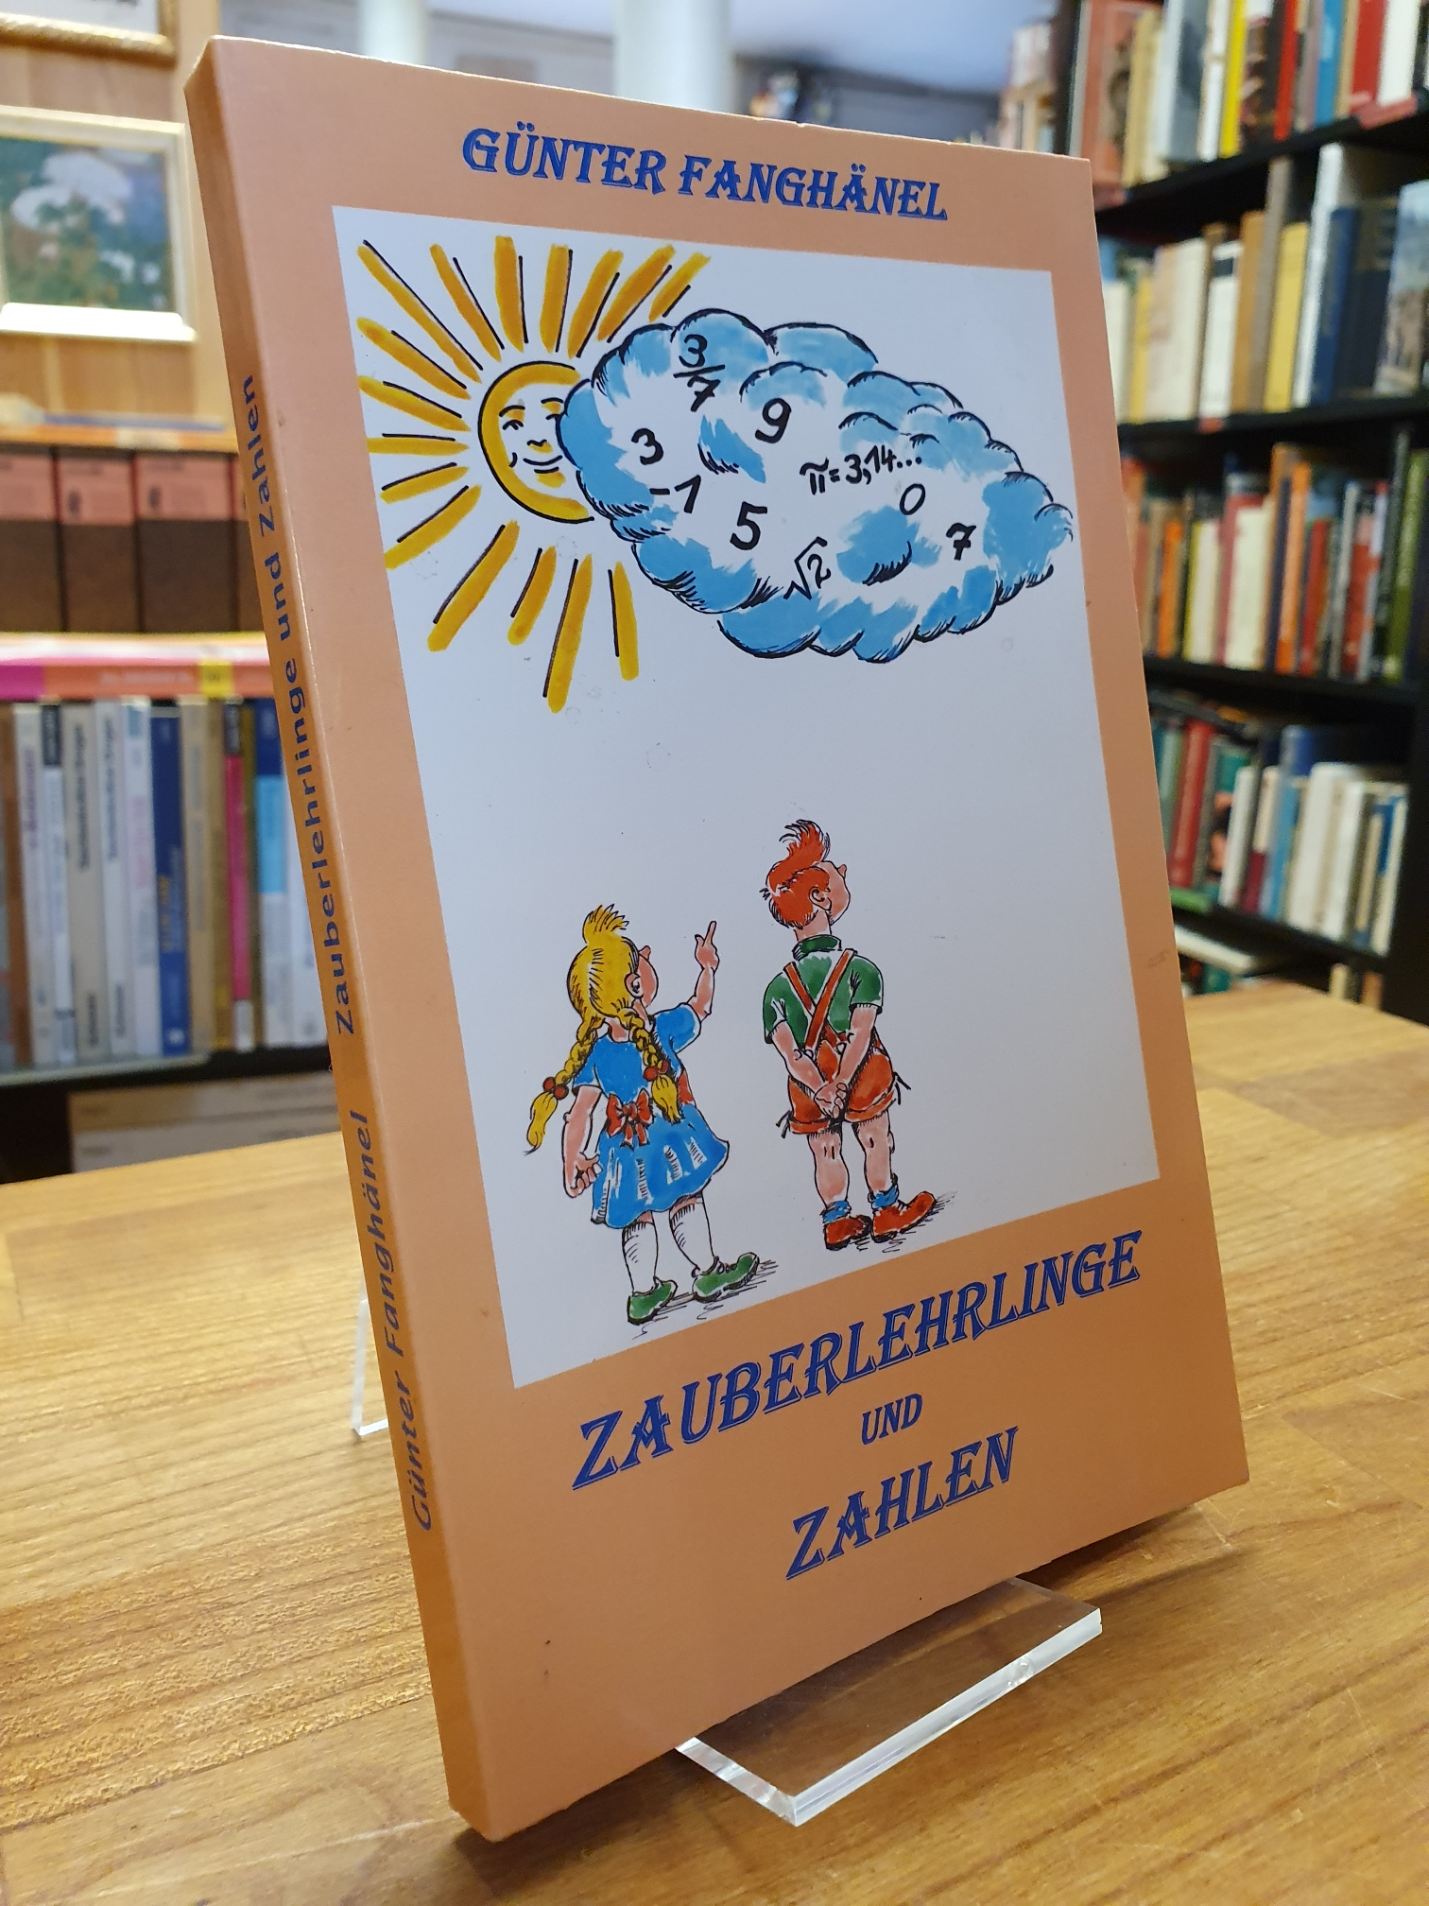 GÜNTER FANGHÄNEL
3/7
9
3
π=3,14...
-1
5
0
√2
7
ZAUBERLEHRLINGE
UND
ZAHLEN
Günter Fanghänel Zauberlehrlinge und Zahlen